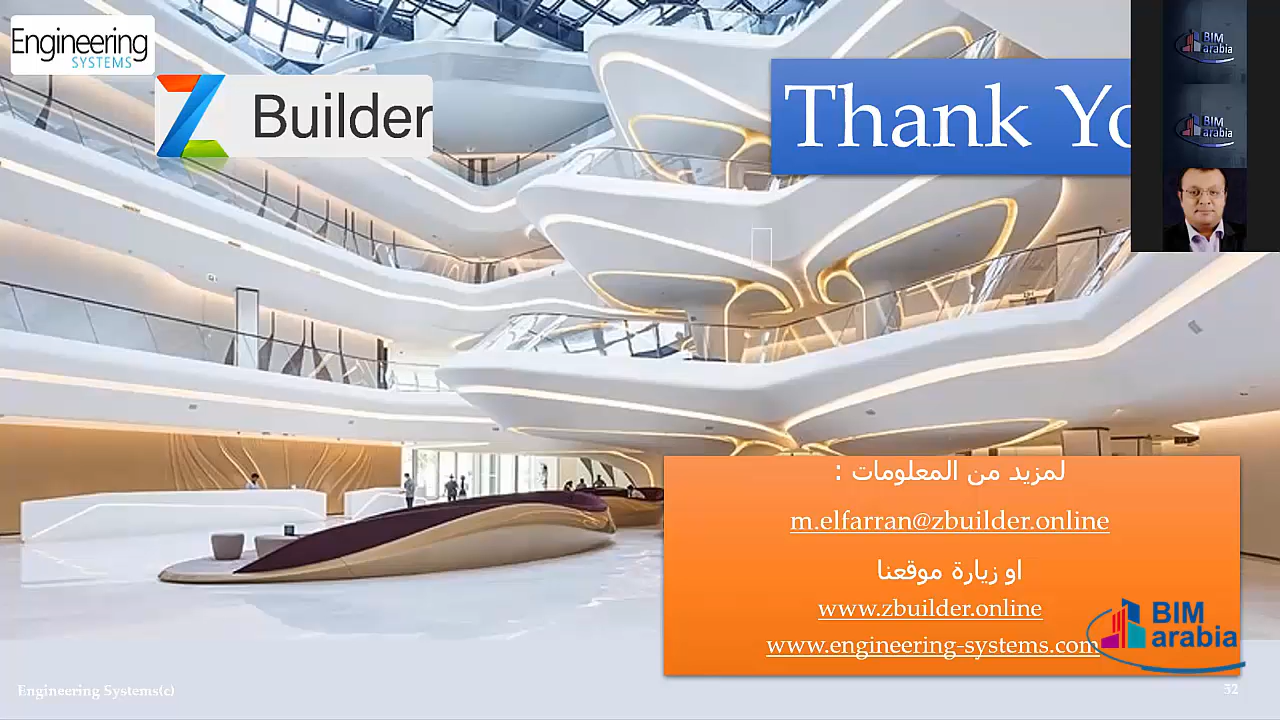 Engineering
SYSTEMS
Z Builder
Thank Yo
BIM
arabia
BIM
arabia
لمزيد من المعلومات :
m.elfarran@zbuilder.online
او زيارة موقعنا
www.zbuilder.online
www.engineering-systems.com
BIM
arabia
Engineering Systems(c)
52